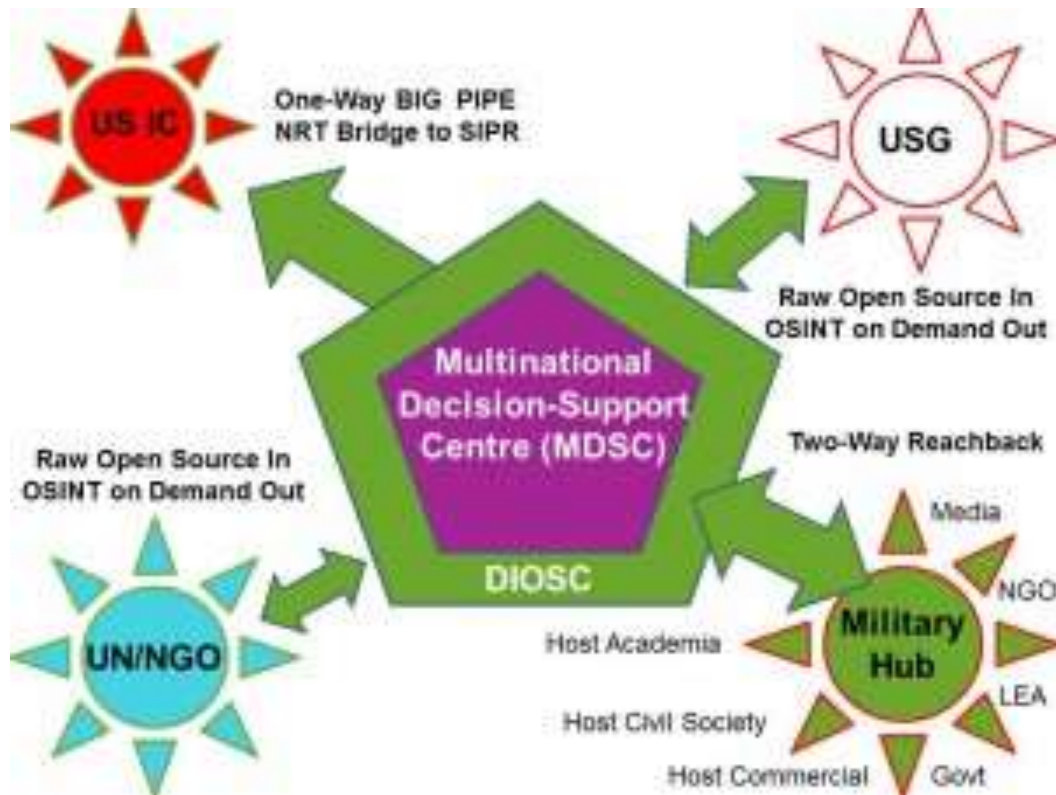 US IC
One-Way BIG PIPE
NRT Bridge to SIPR
USG
Raw Open Source In
OSINT on Demand Out
Multinational
Decision-Support
Centre (MDSC)
DIOSC
Raw Open Source In
OSINT on Demand Out
UN/NGO
Two-Way Reachback
Media
NGO
Military
Hub
Host Academia
LEA
Host Civil Society
Host Commercial
Govt